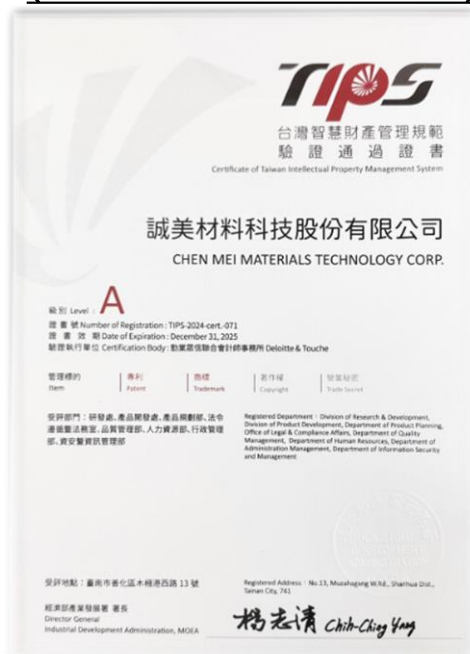 TIPS
台灣智慧財產管理規範
驗證通過證書
Certificate of Taiwan Intellectual Property Management System
誠美材料科技股份有限公司
CHEN MEI MATERIALS TECHNOLOGY CORP.
級別 Level : A
證書號 Number of Registration : TIPS-2024-cert.-071
證書效期 Date of Expiration : December 31, 2025
驗證執行單位 Certification Body : 勤業眾信聯合會計師事務所 Deloitte & Touche
管理標的 專利 商標 著作權 營業秘密
Item Patent Trademark Copyright Trade Secret
受評部門：研發處、產品開發處、產品規劃部、法令
遵循暨法務室、品質管理部、人力資源部、行政管理
部、資安暨資訊管理部
Registered Department : Division of Research & Development,
Division of Product Development, Department of Product Planning,
Office of Legal & Compliance Affairs, Department of Quality
Management, Department of Human Resources, Department of
Administration Management, Department of Information Security
and Management
受評地點：臺南市善化區木柵港西路 13 號
Registered Address : No.13, Muzhagang W.Rd., Shanhua Dist.,
Tainan City, 741
經濟部產業發展署 署長
Director General
Industrial Development Administration, MOEA
楊志清 Chih-Ching Yang